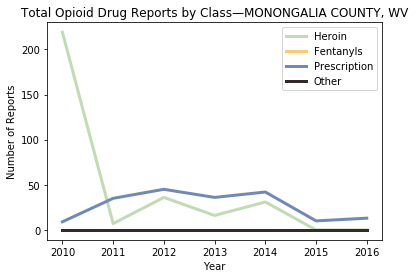 Total Opioid Drug Reports by Class—MONONGALIA COUNTY, WV
Heroin
Fentanyls
Prescription
Other
Number of Reports
200
150
100
50
0
2010 2011 2012 2013 2014 2015 2016
Year